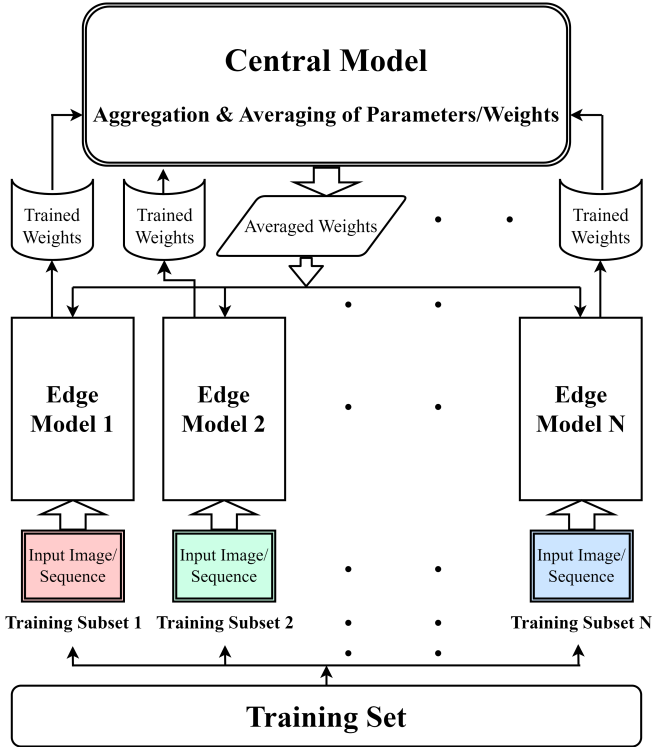 Central Model
Aggregation & Averaging of Parameters/Weights
Trained
Weights
Trained
Weights
Averaged Weights
Trained
Weights
Edge
Model 1
Edge
Model 2
Edge
Model N
Input Image/
Sequence
Input Image/
Sequence
Input Image/
Sequence
Training Subset 1
Training Subset 2
Training Subset N
Training Set